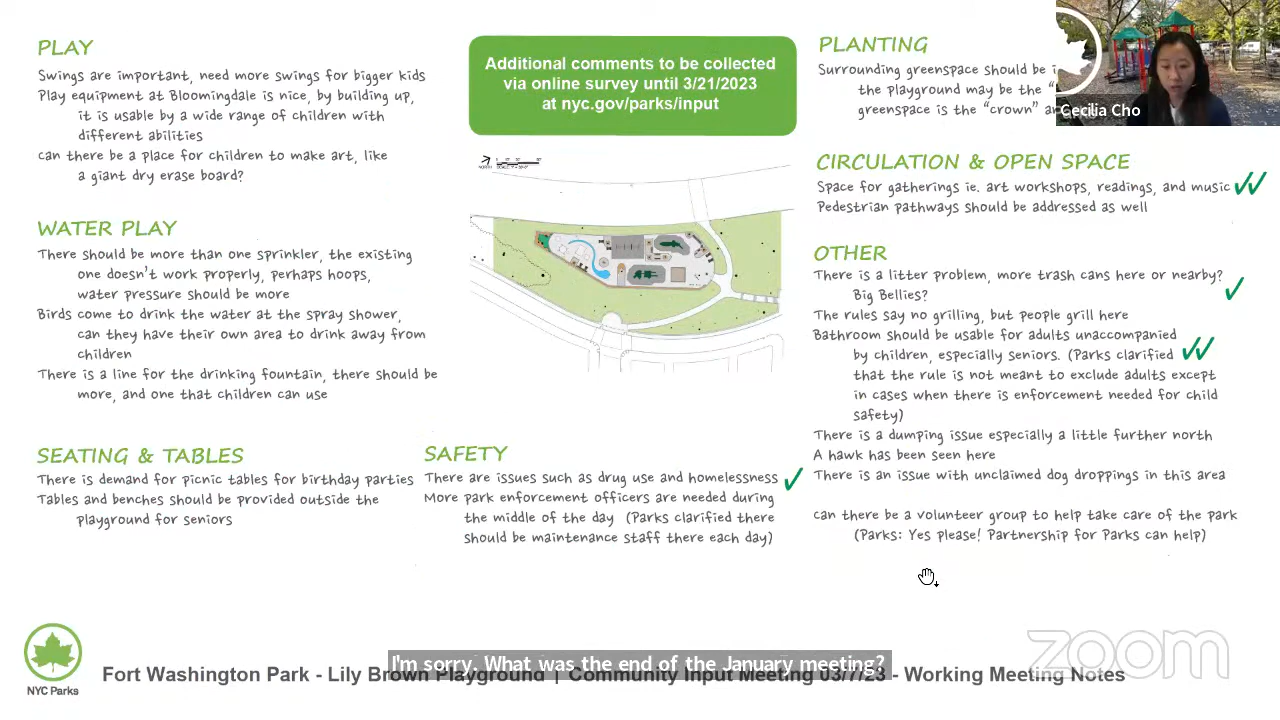 PLAY
Swings are important, need more swings for bigger kids
Play equipment at Bloomingdale is nice, by building up,
it is usable by a wide range of children with
different abilities
Can there be a place for children to make art, like
a giant dry erase board?
WATER PLAY
There should be more than one sprinkler, the existing
one doesn't work properly, perhaps hoops,
water pressure should be more
Birds come to drink the water at the spray shower,
can they have their own area to drink away from
children
There is a line for the drinking fountain, there should be
more, and one that children can use
SEATING & TABLES
There is demand for picnic tables for birthday parties
Tables and benches should be provided outside the
playground for seniors
Additional comments to be collected
via online survey until 3/21/2023
at nyc.gov/parks/input
NORTH
SAFETY
There are issues such as drug use and homelessness
More park enforcement officers are needed during
the middle of the day (Parks clarified there
should be maintenance staff there each day)
PLANTING
Surrounding greenspace should be
the playground may be the "
greenspace is the "crown"
Cecilia Cho
CIRCULATION & OPEN SPACE
Space for gatherings ie. art workshops, readings, and music
Pedestrian pathways should be addressed as well
OTHER
There is a litter problem, more trash cans here or nearby?
Big Bellies?
The rules say no grilling, but people grill here
Bathroom should be usable for adults unaccompanied
by children, especially seniors. (Parks clarified
that the rule is not meant to exclude adults except
in cases when there is enforcement needed for child
safety)
There is a dumping issue especially a little further north
A hawk has been seen here
There is an issue with unclaimed dog droppings in this area
Can there be a volunteer group to help take care of the park
(Parks: Yes please! Partnership for Parks can help)
zoom
I'm sorry. What was the end of the January meeting?
Fort Washington Park - Lily Brown Playground | Community Input Meeting 03/7/23 - Working Meeting Notes
NYC Parks